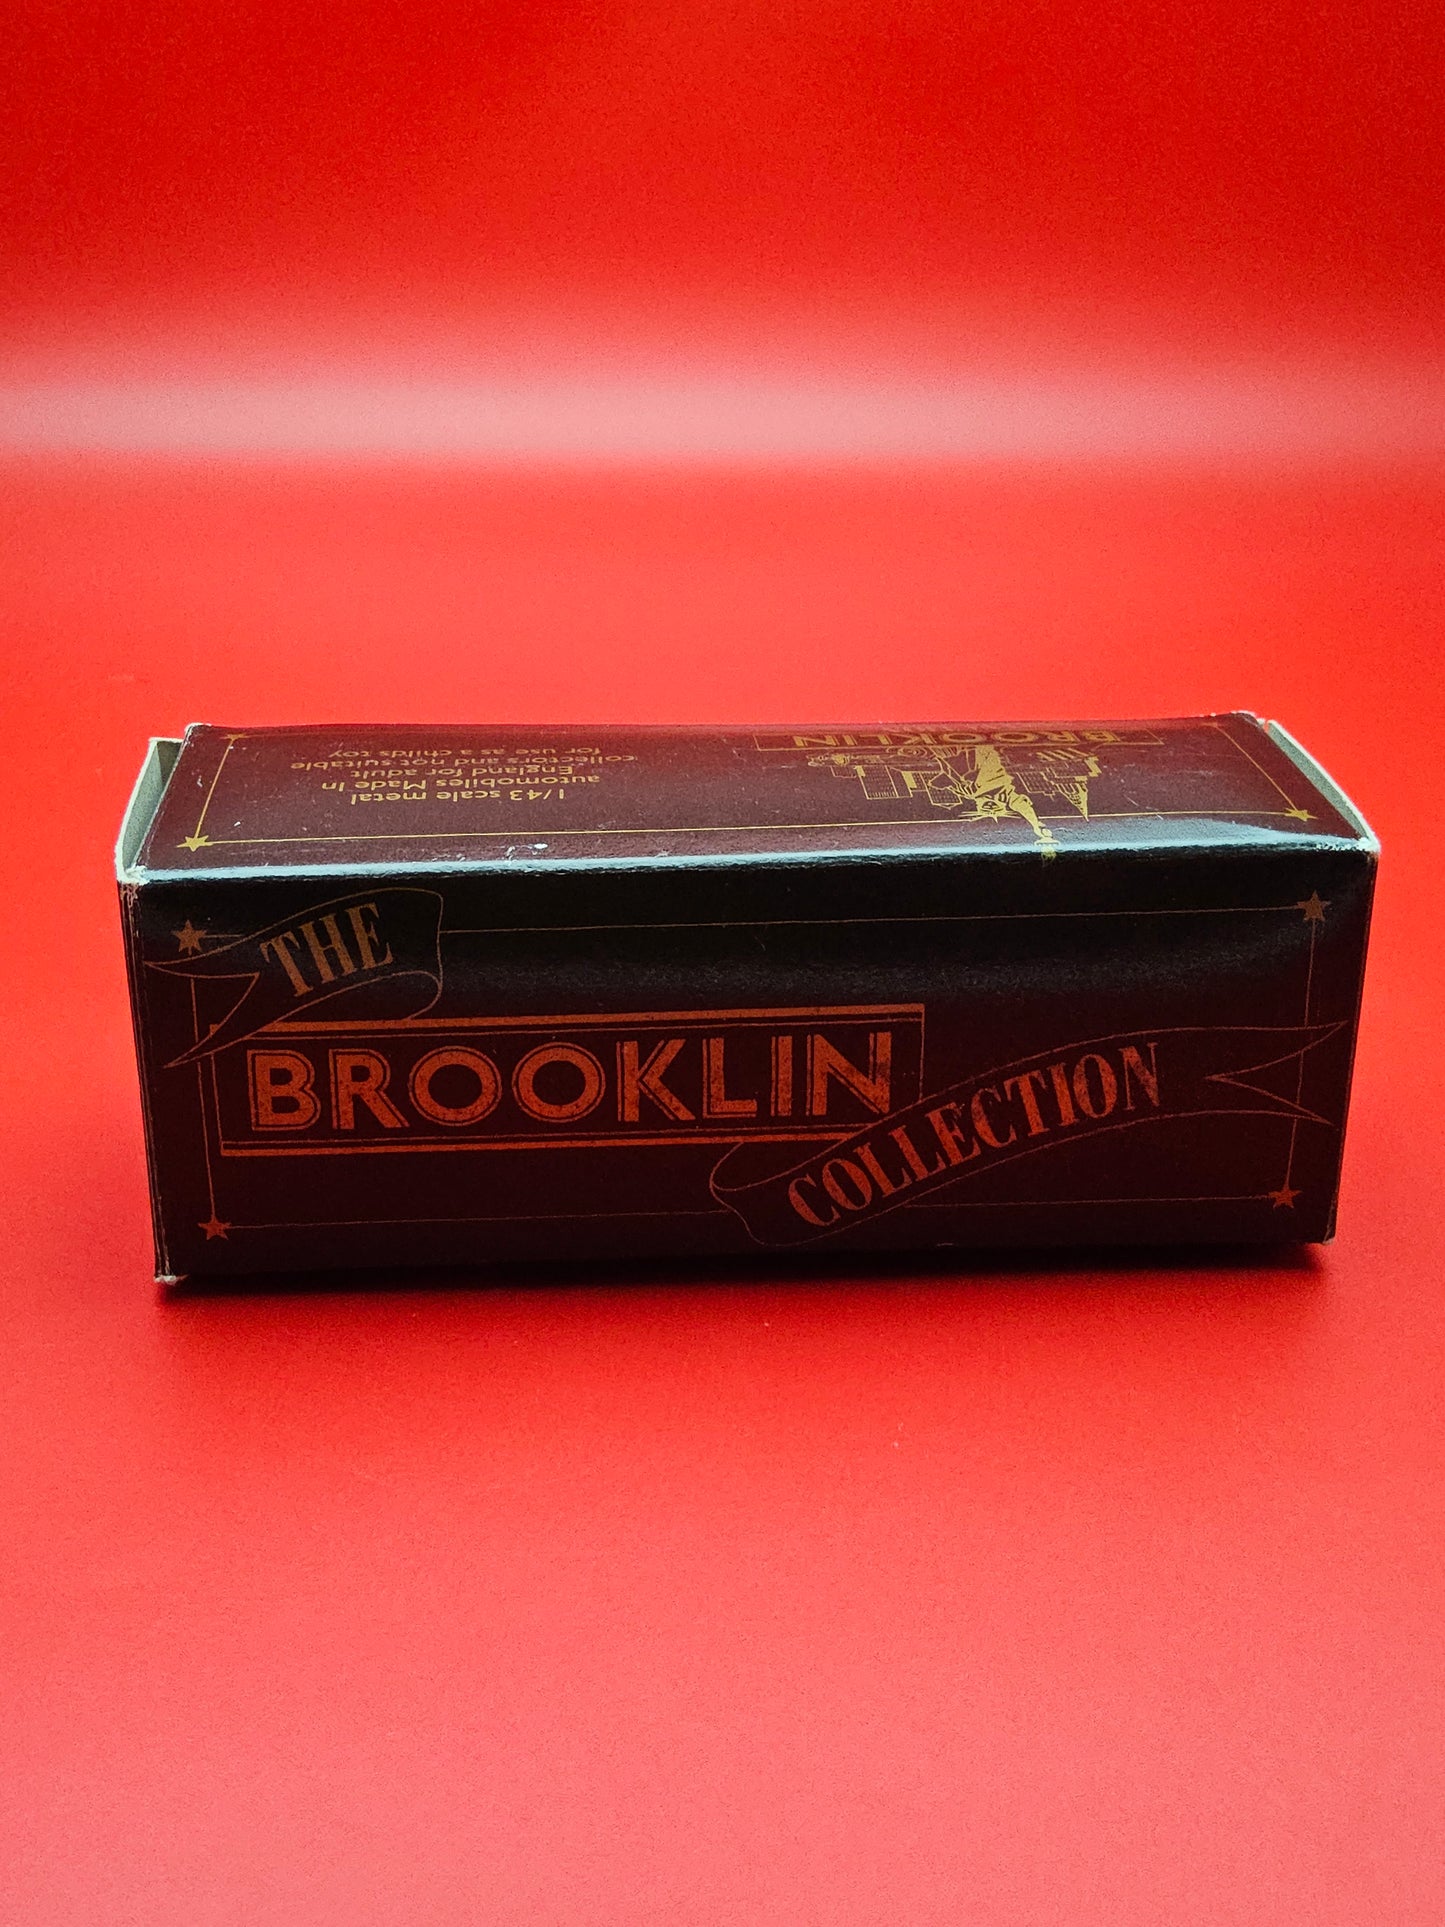 1/43 scale metal
automobiles Made In
England for adult
collectors and not suitable
for use as a childs toy
THE
BROOKLIN
THE
BROOKLIN
COLLECTION